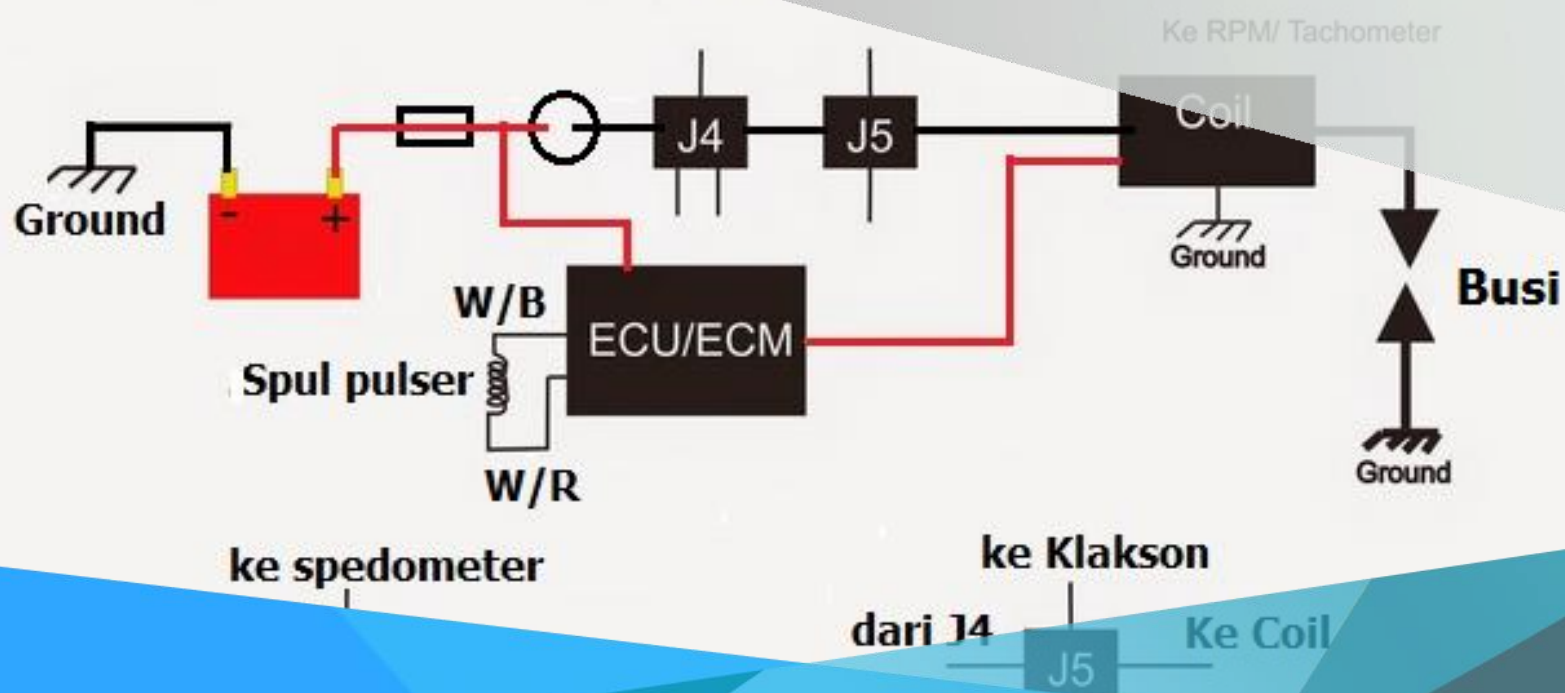 Ke RPM/ Tachometer
Coil
J4
J5
-
+
Ground
Ground
W/B
Busi
ECU/ECM
Spul pulser
W/R
Ground
ke spedometer
ke Klakson
dari J4
Ke Coil
J5